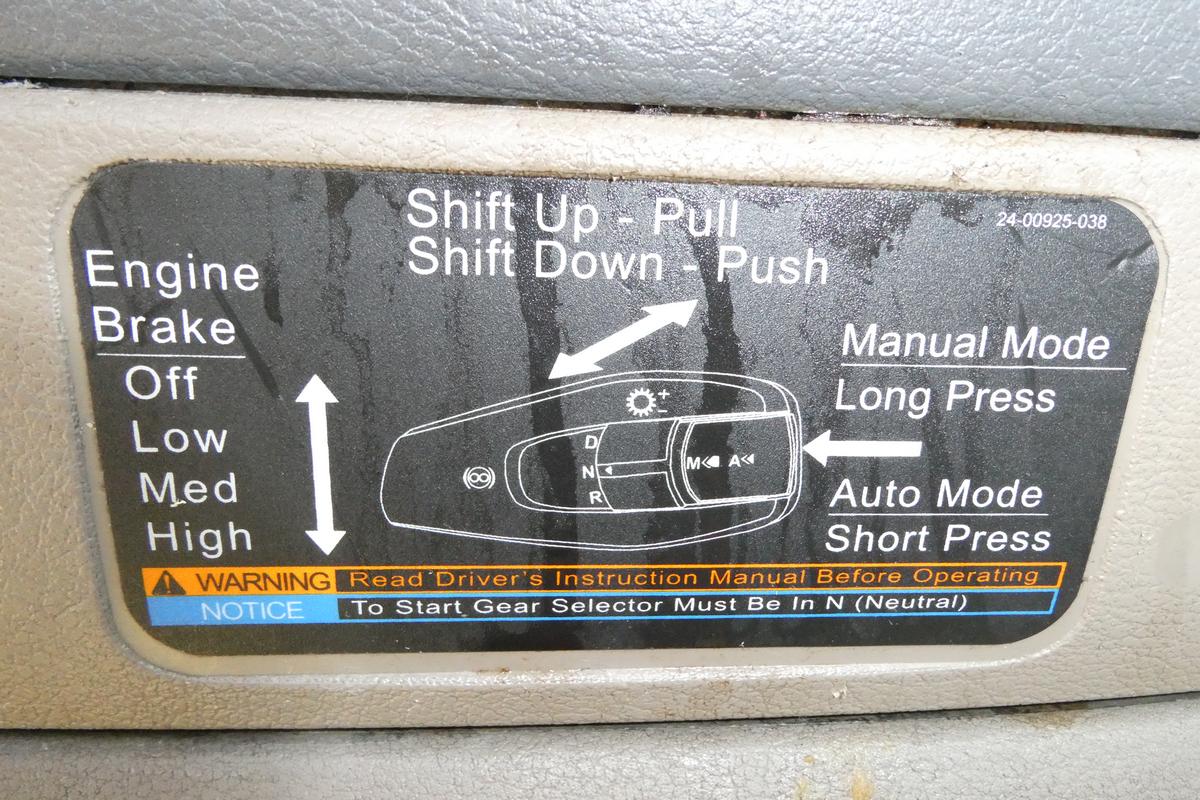 Shift Up - Pull
Shift Down - Push
24-00925-038
Engine
Brake
Off
Low
Med
High
Manual Mode
Long Press
Auto Mode
Short Press
D
N
R
M A
WARNING Read Driver's Instruction Manual Before Operating
NOTICE To Start Gear Selector Must Be In N (Neutral)